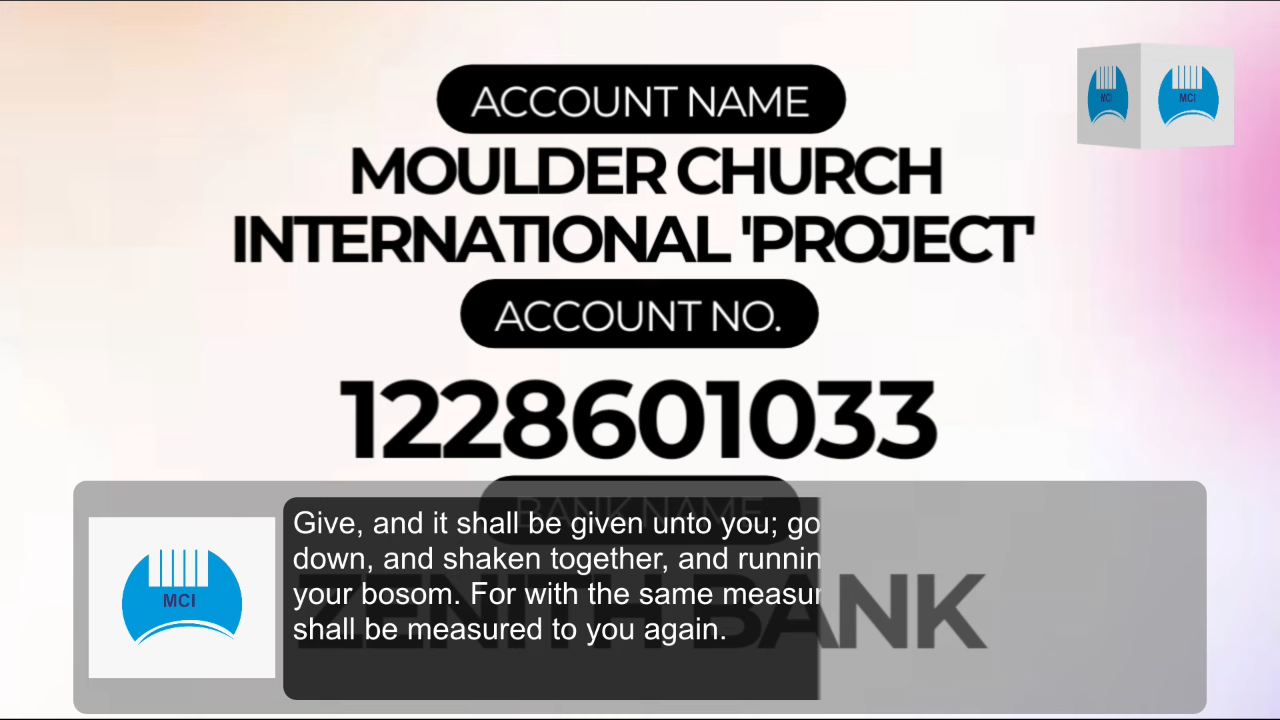 ACCOUNT NAME
MCI
MCI
MOULDER CHURCH
INTERNATIONAL 'PROJECT'
ACCOUNT NO.
1228601033
BANK NAME
ZENITH BANK
MCI
Give, and it shall be given unto you; go
down, and shaken together, and runnin
your bosom. For with the same measur
shall be measured to you again.